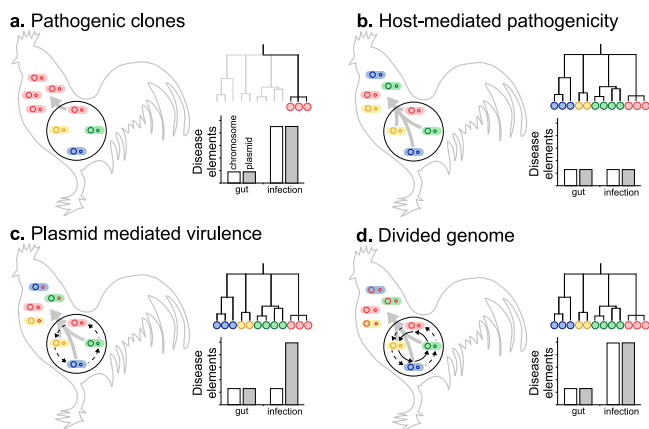 a. Pathogenic clones
Disease
elements
chromosome
plasmid
gut
infection
b. Host-mediated pathogenicity
Disease
elements
gut
infection
c. Plasmid mediated virulence
Disease
elements
gut
infection
d. Divided genome
Disease
elements
gut
infection